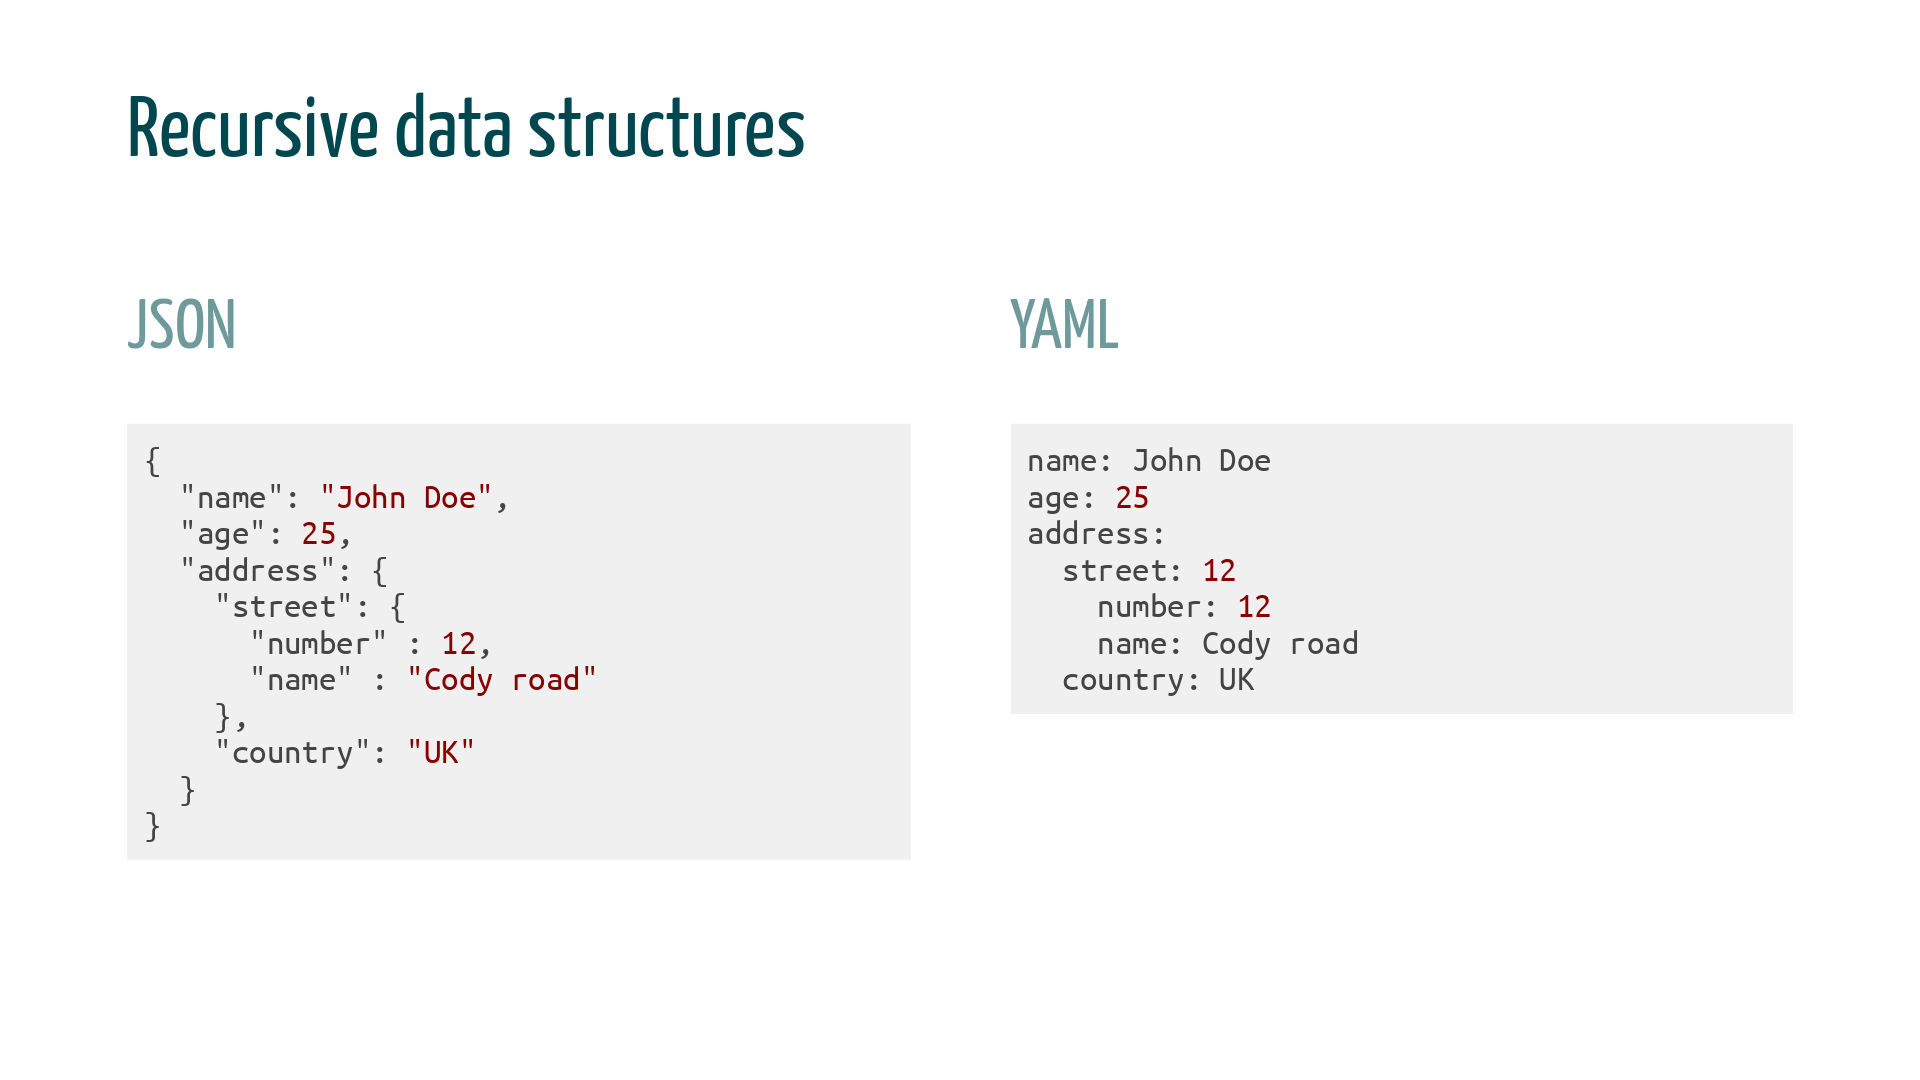 Recursive data structures
JSON
{
  "name": "John Doe",
  "age": 25,
  "address": {
    "street": {
      "number" : 12,
      "name" : "Cody road"
    },
    "country": "UK"
  }
}
YAML
name: John Doe
age: 25
address:
  street: 12
    number: 12
    name: Cody road
  country: UK